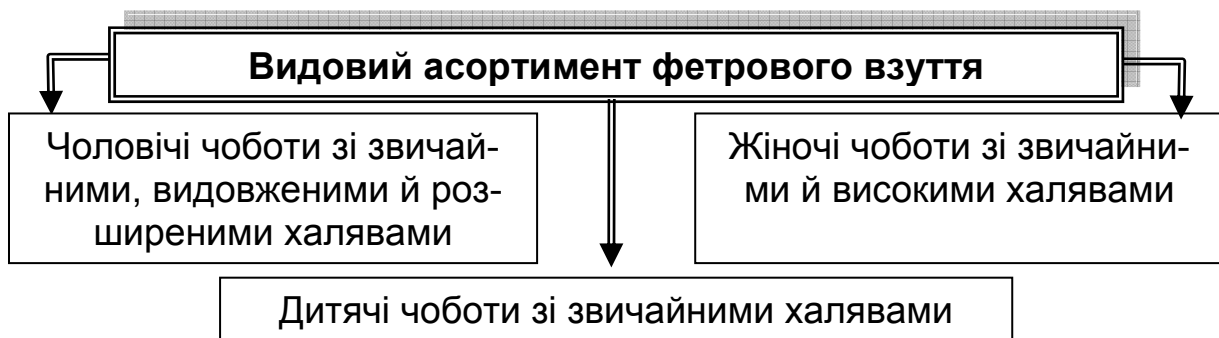 Видовий асортимент фетрового взуття
Чоловічі чоботи зі звичай-
ними, видовженими й роз-
ширеними халявами
Жіночі чоботи зі звичайни-
ми й високими халявами
Дитячі чоботи зі звичайними халявами